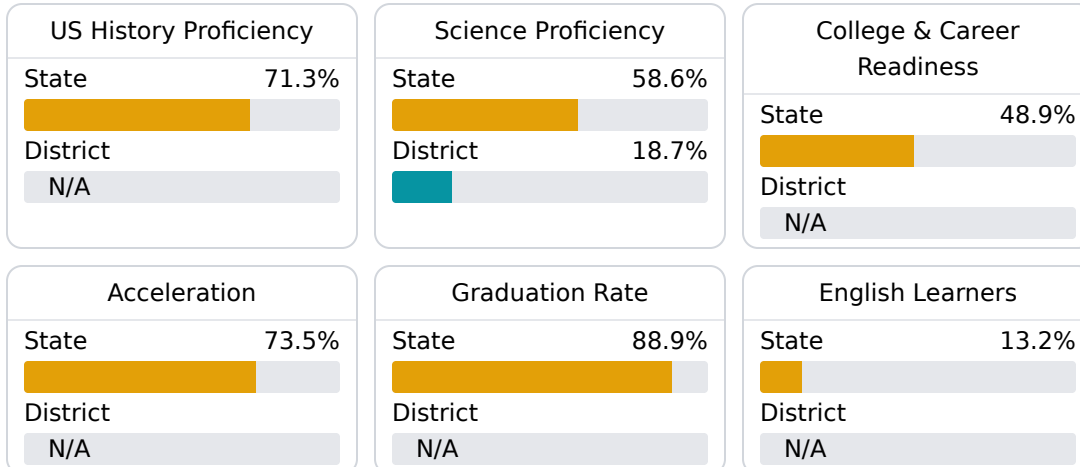 US History Proficiency
State 71.3%
District
N/A
Science Proficiency
State 58.6%
District 18.7%
College & Career
Readiness
State 48.9%
District
N/A
Acceleration
State 73.5%
District
N/A
Graduation Rate
State 88.9%
District
N/A
English Learners
State 13.2%
District
N/A